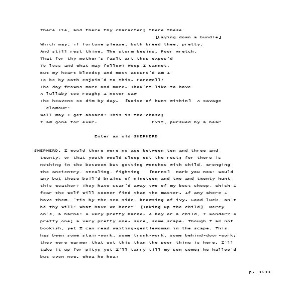 there lie, and there thy character; there these
[Laying down a bundle]
Which may, if fortune please, both breed thee, pretty,
And still rest thine. The storm begins. Poor wretch,
That for thy mother's fault art thus expos'd
To loss and what may follow! Weep I cannot,
But my heart bleeds; and most accurs'd am I
To be by oath enjoin'd to this. Farewell!
The day frowns more and more. Thou'rt like to have
A lullaby too rough; I never saw
The heavens so dim by day. [Noise of hunt within] A savage
clamour!
Well may I get aboard! This is the chase;
I am gone for ever. Exit, pursued by a bear
Enter an old SHEPHERD
SHEPHERD. I would there were no age between ten and three and
twenty, or that youth would sleep out the rest; for there is
nothing in the between but getting wenches with child, wronging
the ancientry, stealing, fighting. [Horns] Hark you now! Would
any but these boil'd brains of nineteen and two and twenty hunt
this weather? They have scar'd away two of my best sheep, which I
fear the wolf will sooner find than the master. If any where I
have them, 'tis by the sea-side, browsing of ivy. Good luck, an't
be thy will! What have we here? [Taking up the child] Mercy
on's, a barne! A very pretty barne. A boy or a child, I wonder? A
pretty one; a very pretty one. Sure, some scape. Though I am not
bookish, yet I can read waiting-gentlewoman in the scape. This
has been some stair-work, some trunk-work, some behind-door-work;
they were warmer that got this than the poor thing is here. I'll
take it up for pity; yet I'll tarry till my son come; he halloo'd
but even now. Whoa-ho-hoa!